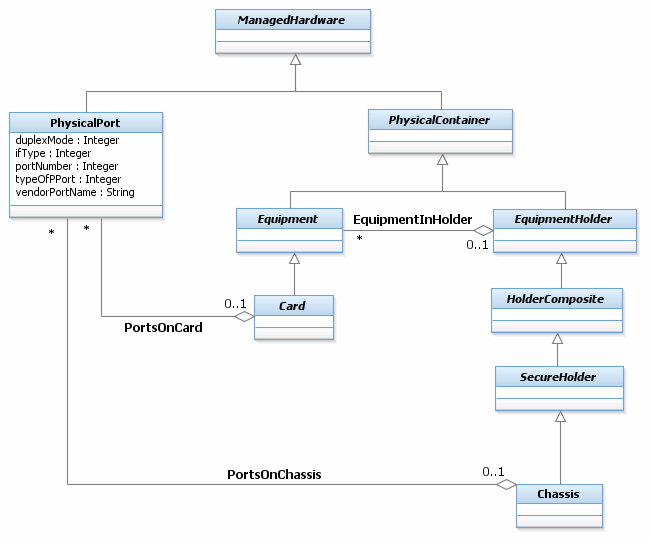 ManagedHardware
PhysicalPort
duplexMode : Integer
ifType : Integer
portNumber : Integer
typeOfPPort : Integer
vendorPortName : String
PhysicalContainer
Equipment
EquipmentInHolder
EquipmentHolder
*
*
*
0..1
HolderComposite
0..1
Card
PortsOnCard
SecureHolder
PortsOnChassis
0..1
Chassis